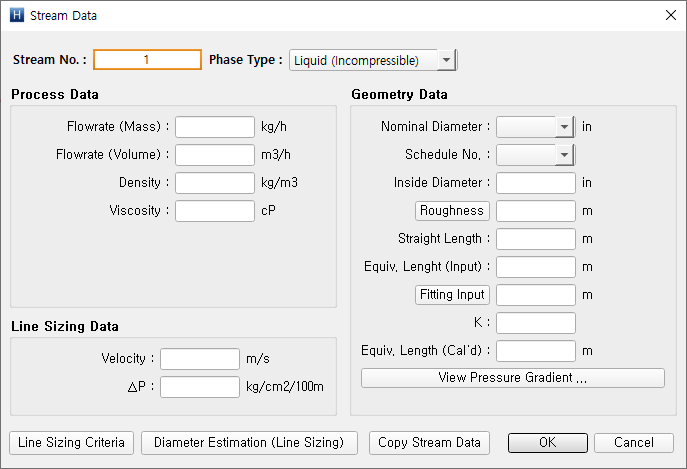 H Stream Data
Stream No. : 1 Phase Type : Liquid (Incompressible)
Process Data
Flowrate (Mass) : kg/h
Flowrate (Volume) : m3/h
Density : kg/m3
Viscosity : cP
Line Sizing Data
Velocity : m/s
△P : kg/cm2/100m
Geometry Data
Nominal Diameter : in
Schedule No. :
Inside Diameter : in
Roughness m
Straight Length : m
Equiv. Lenght (Input) : m
Fitting Input m
K :
Equiv. Length (Cal'd) : m
View Pressure Gradient ...
Line Sizing Criteria Diameter Estimation (Line Sizing) Copy Stream Data OK Cancel